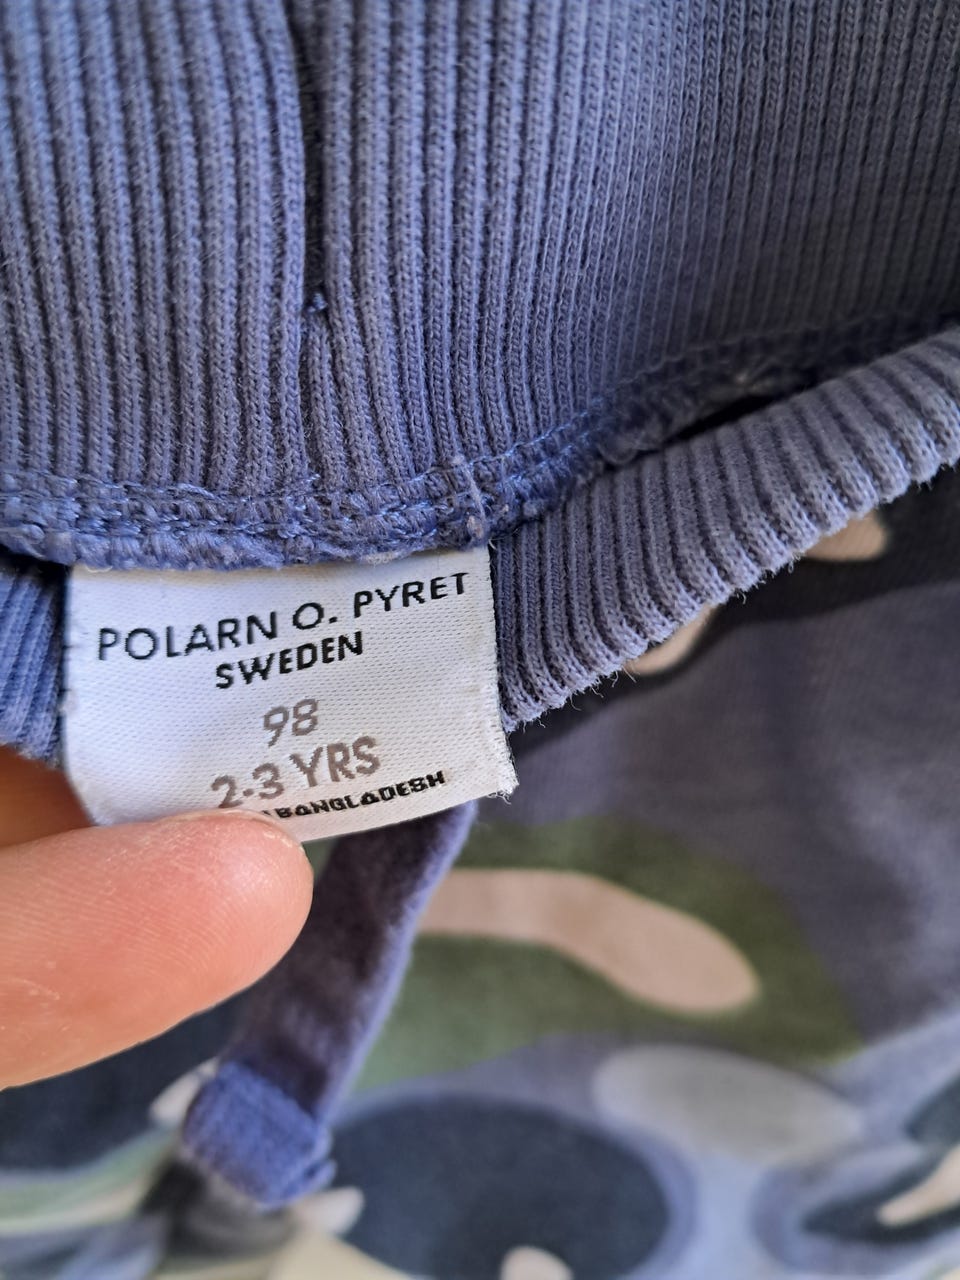 POLARN O. PYRET
SWEDEN
98
2-3 YRS
BANGLADESH